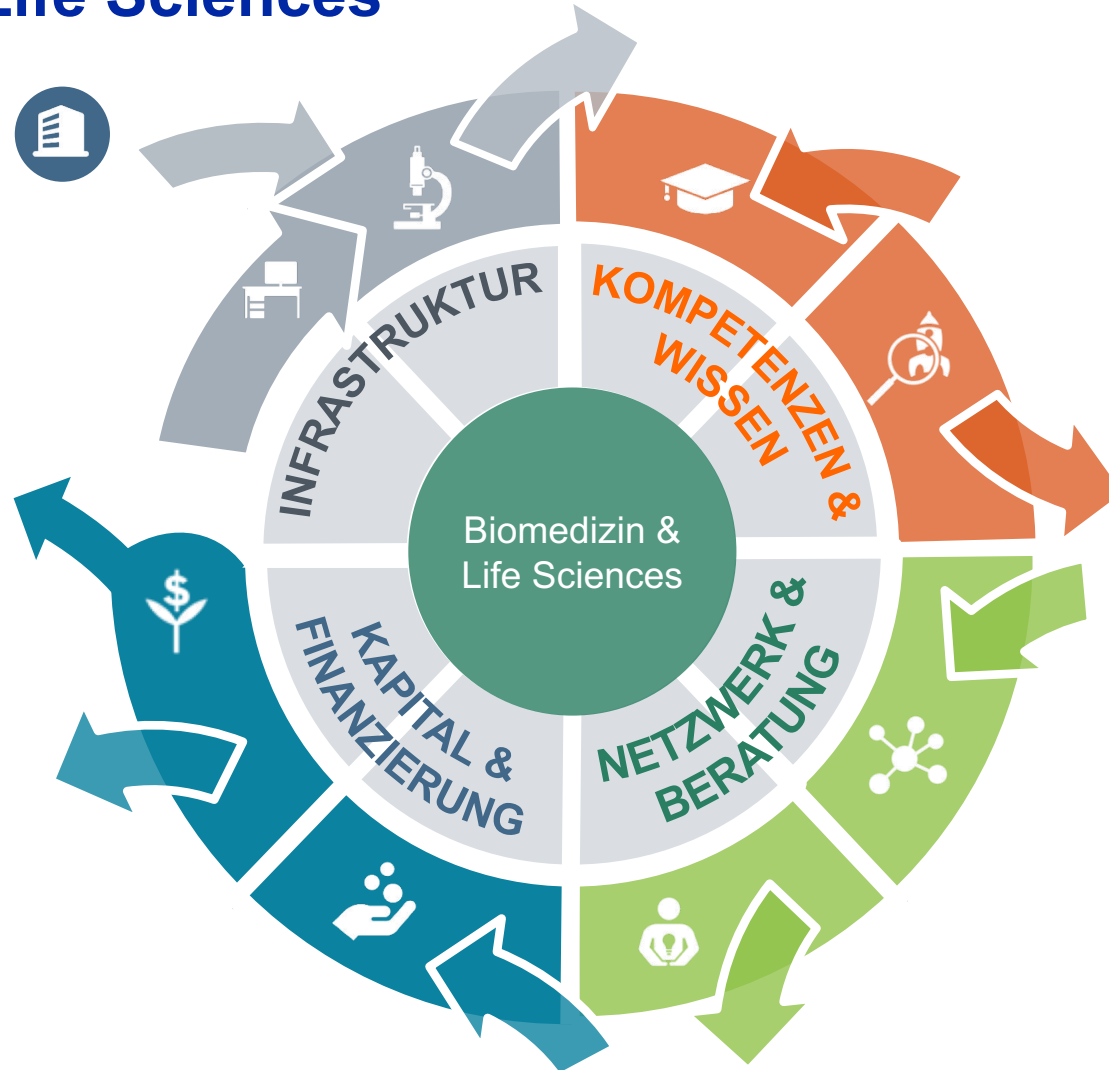 Life Sciences
INFRASTRUKTUR
KOMPETENZEN &
WISSEN
Biomedizin &
Life Sciences
KAPITAL &
FINANZIERUNG
NETZWERK &
BERATUNG
$